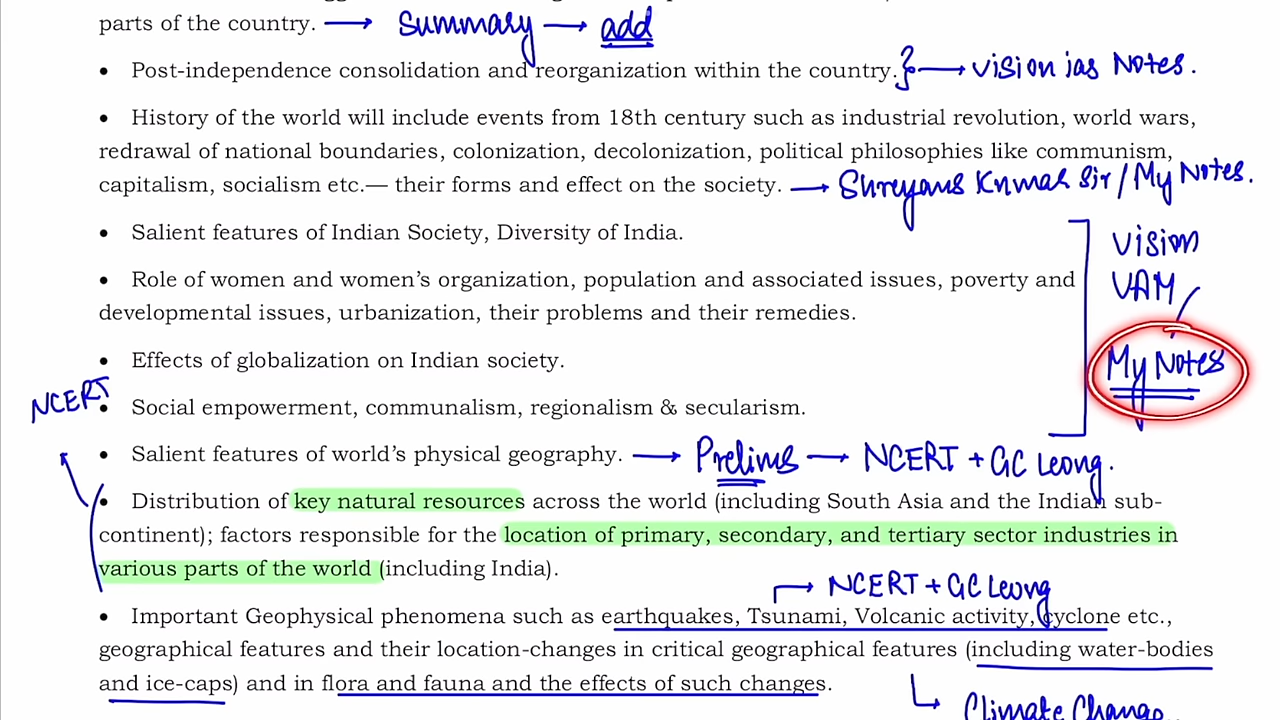 parts of the country. → Summary → add
• Post-independence consolidation and reorganization within the country. } → Vision ias Notes.
• History of the world will include events from 18th century such as industrial revolution, world wars,
redrawal of national boundaries, colonization, decolonization, political philosophies like communism,
capitalism, socialism etc.— their forms and effect on the society. → Shreyans Kumar Sir / My Notes.
• Salient features of Indian Society, Diversity of India.
Vision
• Role of women and women’s organization, population and associated issues, poverty and
VAM /
developmental issues, urbanization, their problems and their remedies.
• Effects of globalization on Indian society.
My Notes
NCERT
• Social empowerment, communalism, regionalism & secularism.
• Salient features of world’s physical geography. → Prelims → NCERT + GC Leong.
• Distribution of key natural resources across the world (including South Asia and the Indian sub-
continent); factors responsible for the location of primary, secondary, and tertiary sector industries in
various parts of the world (including India).
→ NCERT + GC Leong
• Important Geophysical phenomena such as earthquakes, Tsunami, Volcanic activity, cyclone etc.,
geographical features and their location-changes in critical geographical features (including water-bodies
and ice-caps) and in flora and fauna and the effects of such changes.
Climate Change